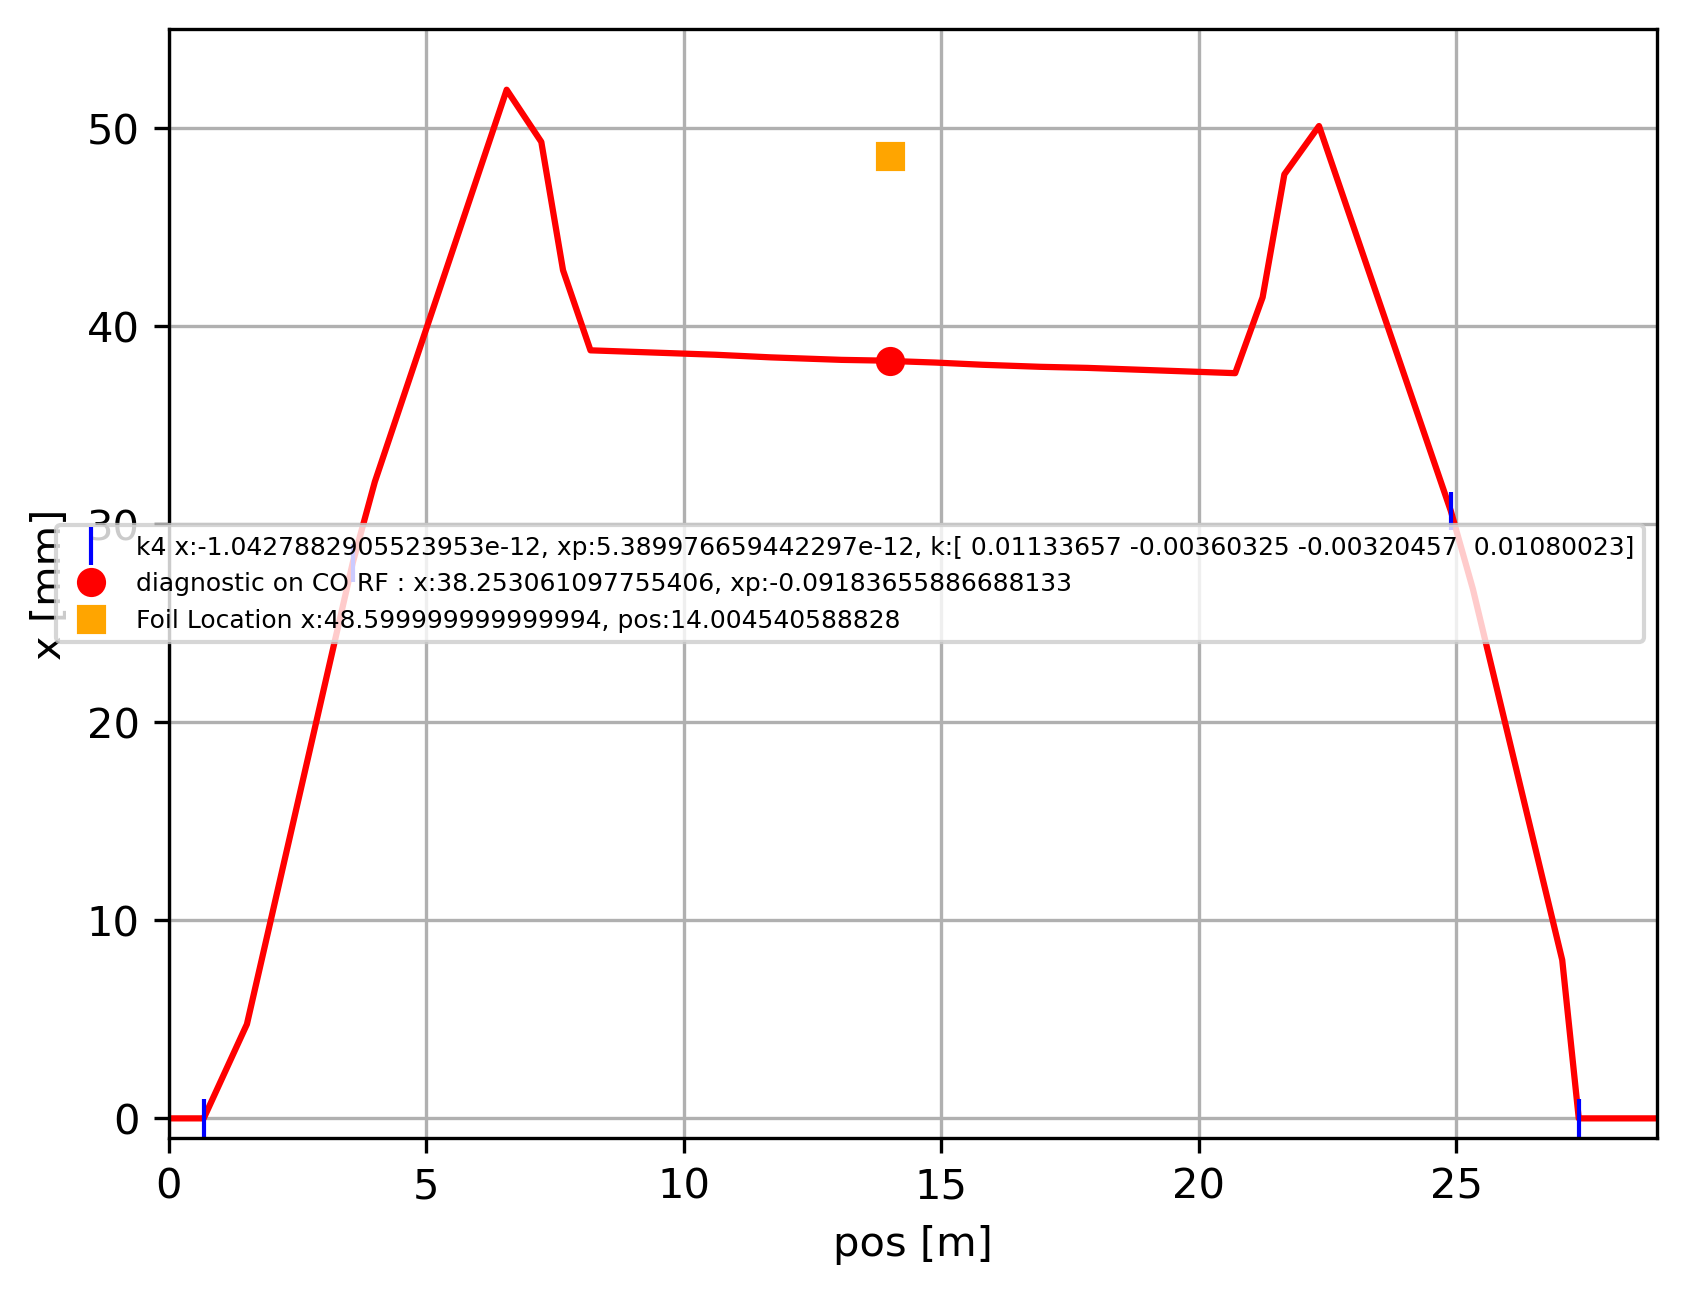 50
40
30
20
10
0
x [mm]
k4 x:-1.0427882905523953e-12, xp:5.389976659442297e-12, k:[ 0.01133657 -0.00360325 -0.00320457  0.01080023]
diagnostic on CO RF : x:38.253061097755406, xp:-0.09183655886688133
Foil Location x:48.599999999999994, pos:14.004540588828
0 5 10 15 20 25
pos [m]